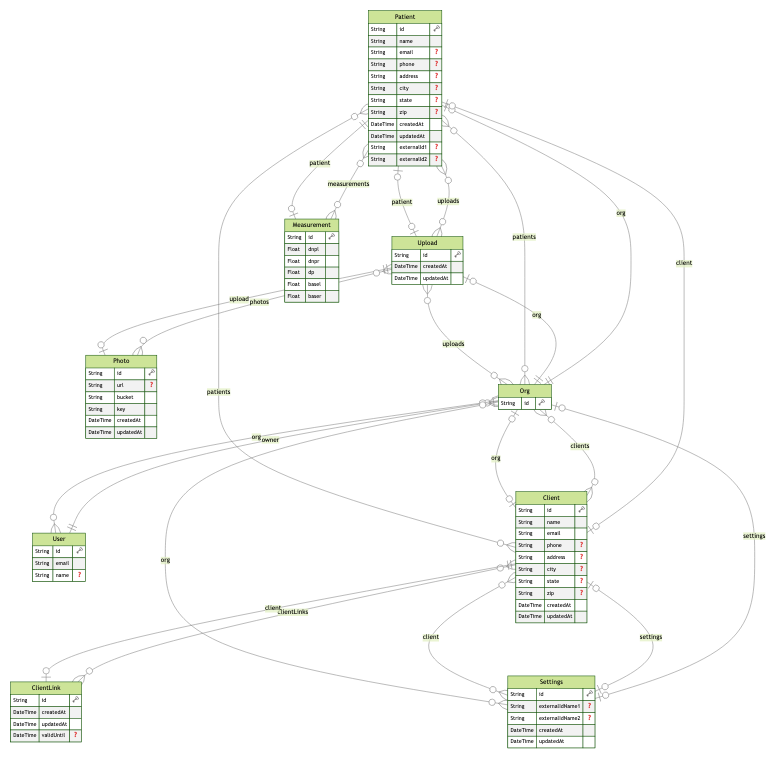 Patient
String id
String name
String email ?
String phone ?
String address ?
String city ?
String state ?
String zip ?
DateTime createdAt
DateTime updatedAt
String externalId1 ?
String externalId2 ?
patient
measurements
patient
uploads
patients
org
client
Measurement
String id
Float dnpl
Float dnpr
Float dp
Float basel
Float baser
Upload
String id
DateTime createdAt
DateTime updatedAt
upload
photos
org
uploads
Photo
String id
String url ?
String bucket
String key
DateTime createdAt
DateTime updatedAt
patients
Org
String id
org
owner
org
clients
settings
User
String id
String email
String name ?
org
Client
String id
String name
String email
String phone ?
String address ?
String city ?
String state ?
String zip ?
DateTime createdAt
DateTime updatedAt
client
clientLinks
client
settings
ClientLink
String id
DateTime createdAt
DateTime updatedAt
DateTime validUntil ?
Settings
String id
String externalIdName1 ?
String externalIdName2 ?
DateTime createdAt
DateTime updatedAt